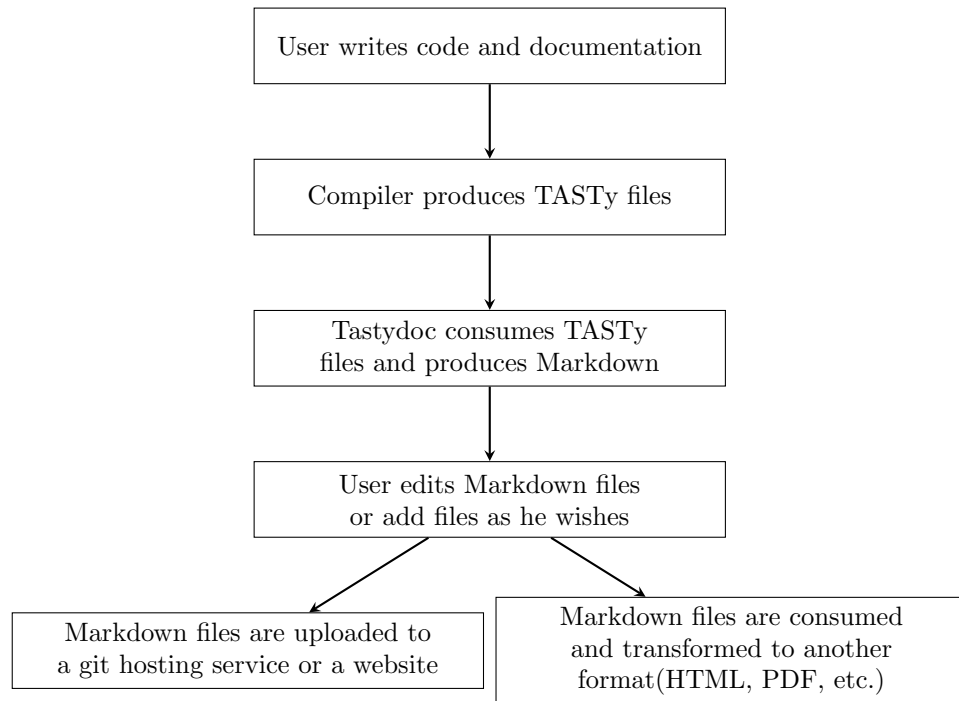 User writes code and documentation
Compiler produces TASTy files
Tastydoc consumes TASTy
files and produces Markdown
User edits Markdown files
or add files as he wishes
Markdown files are uploaded to
a git hosting service or a website
Markdown files are consumed
and transformed to another
format(HTML, PDF, etc.)